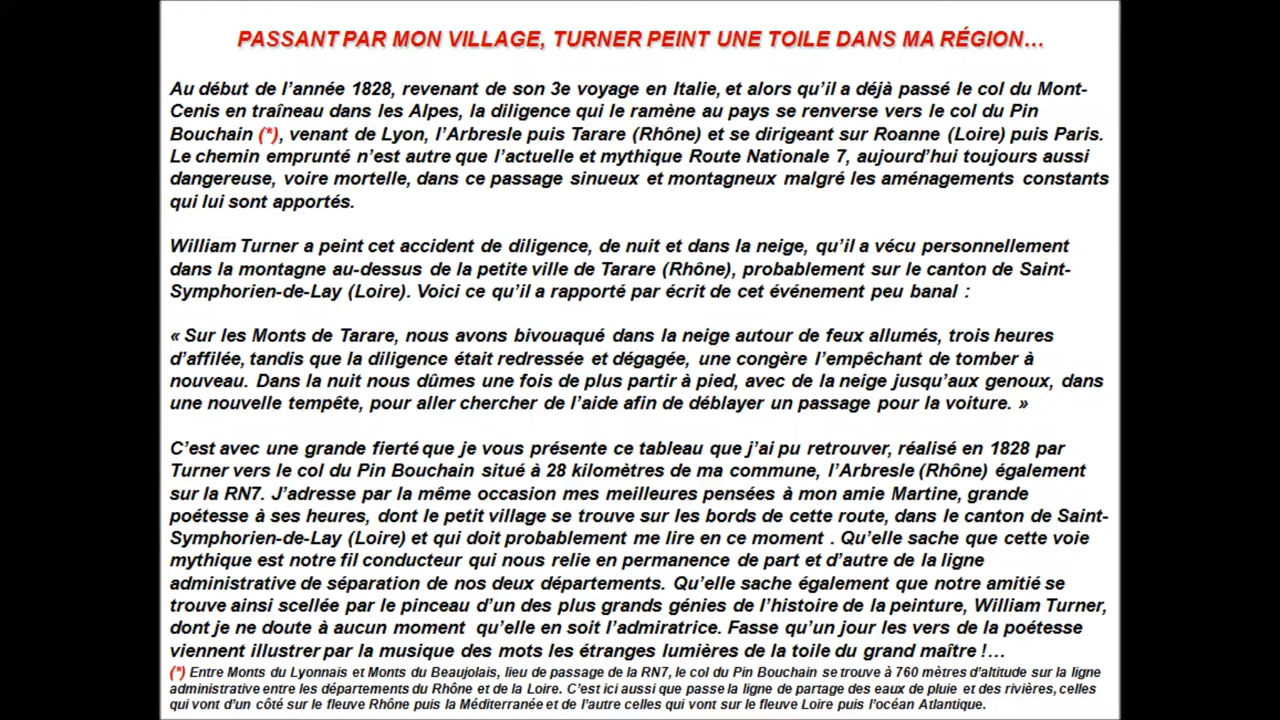 PASSANT PAR MON VILLAGE, TURNER PEINT UNE TOILE DANS MA RÉGION…
Au début de l’année 1828, revenant de son 3e voyage en Italie, et alors qu’il a déjà passé le col du Mont-
Cenis en traîneau dans les Alpes, la diligence qui le ramène au pays se renverse vers le col du Pin
Bouchain (*), venant de Lyon, l’Arbresle puis Tarare (Rhône) et se dirigeant sur Roanne (Loire) puis Paris.
Le chemin emprunté n’est autre que l’actuelle et mythique Route Nationale 7, aujourd’hui toujours aussi
dangereuse, voire mortelle, dans ce passage sinueux et montagneux malgré les aménagements constants
qui lui sont apportés.
William Turner a peint cet accident de diligence, de nuit et dans la neige, qu’il a vécu personnellement
dans la montagne au-dessus de la petite ville de Tarare (Rhône), probablement sur le canton de Saint-
Symphorien-de-Lay (Loire). Voici ce qu’il a rapporté par écrit de cet événement peu banal :
« Sur les Monts de Tarare, nous avons bivouaqué dans la neige autour de feux allumés, trois heures
d’affilée, tandis que la diligence était redressée et dégagée, une congère l’empêchant de tomber à
nouveau. Dans la nuit nous dûmes une fois de plus partir à pied, avec de la neige jusqu’aux genoux, dans
une nouvelle tempête, pour aller chercher de l’aide afin de déblayer un passage pour la voiture. »
C’est avec une grande fierté que je vous présente ce tableau que j’ai pu retrouver, réalisé en 1828 par
Turner vers le col du Pin Bouchain situé à 28 kilomètres de ma commune, l’Arbresle (Rhône) également
sur la RN7. J’adresse par la même occasion mes meilleures pensées à mon amie Martine, grande
poétesse à ses heures, dont le petit village se trouve sur les bords de cette route, dans le canton de Saint-
Symphorien-de-Lay (Loire) et qui doit probablement me lire en ce moment . Qu’elle sache que cette voie
mythique est notre fil conducteur qui nous relie en permanence de part et d’autre de la ligne
administrative de séparation de nos deux départements. Qu’elle sache également que notre amitié se
trouve ainsi scellée par le pinceau d’un des plus grands génies de l’histoire de la peinture, William Turner,
dont je ne doute à aucun moment qu’elle en soit l’admiratrice. Fasse qu’un jour les vers de la poétesse
viennent illustrer par la musique des mots les étranges lumières de la toile du grand maître !…
(*) Entre Monts du Lyonnais et Monts du Beaujolais, lieu de passage de la RN7, le col du Pin Bouchain se trouve à 760 mètres d’altitude sur la ligne
administrative entre les départements du Rhône et de la Loire. C’est ici aussi que passe la ligne de partage des eaux de pluie et des rivières, celles
qui vont d’un côté sur le fleuve Rhône puis la Méditerranée et de l’autre celles qui vont sur le fleuve Loire puis l’océan Atlantique.